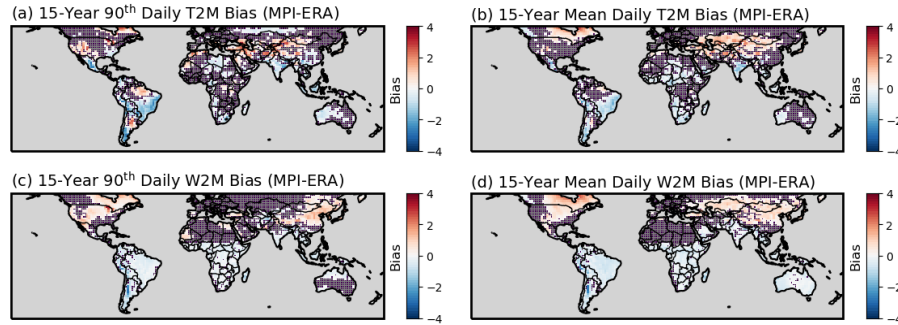 (a) 15-Year 90th Daily T2M Bias (MPI-ERA)
4
2
0
−2
−4
Bias
(b) 15-Year Mean Daily T2M Bias (MPI-ERA)
4
2
0
−2
−4
Bias
(c) 15-Year 90th Daily W2M Bias (MPI-ERA)
4
2
0
−2
−4
Bias
(d) 15-Year Mean Daily W2M Bias (MPI-ERA)
4
2
0
−2
−4
Bias